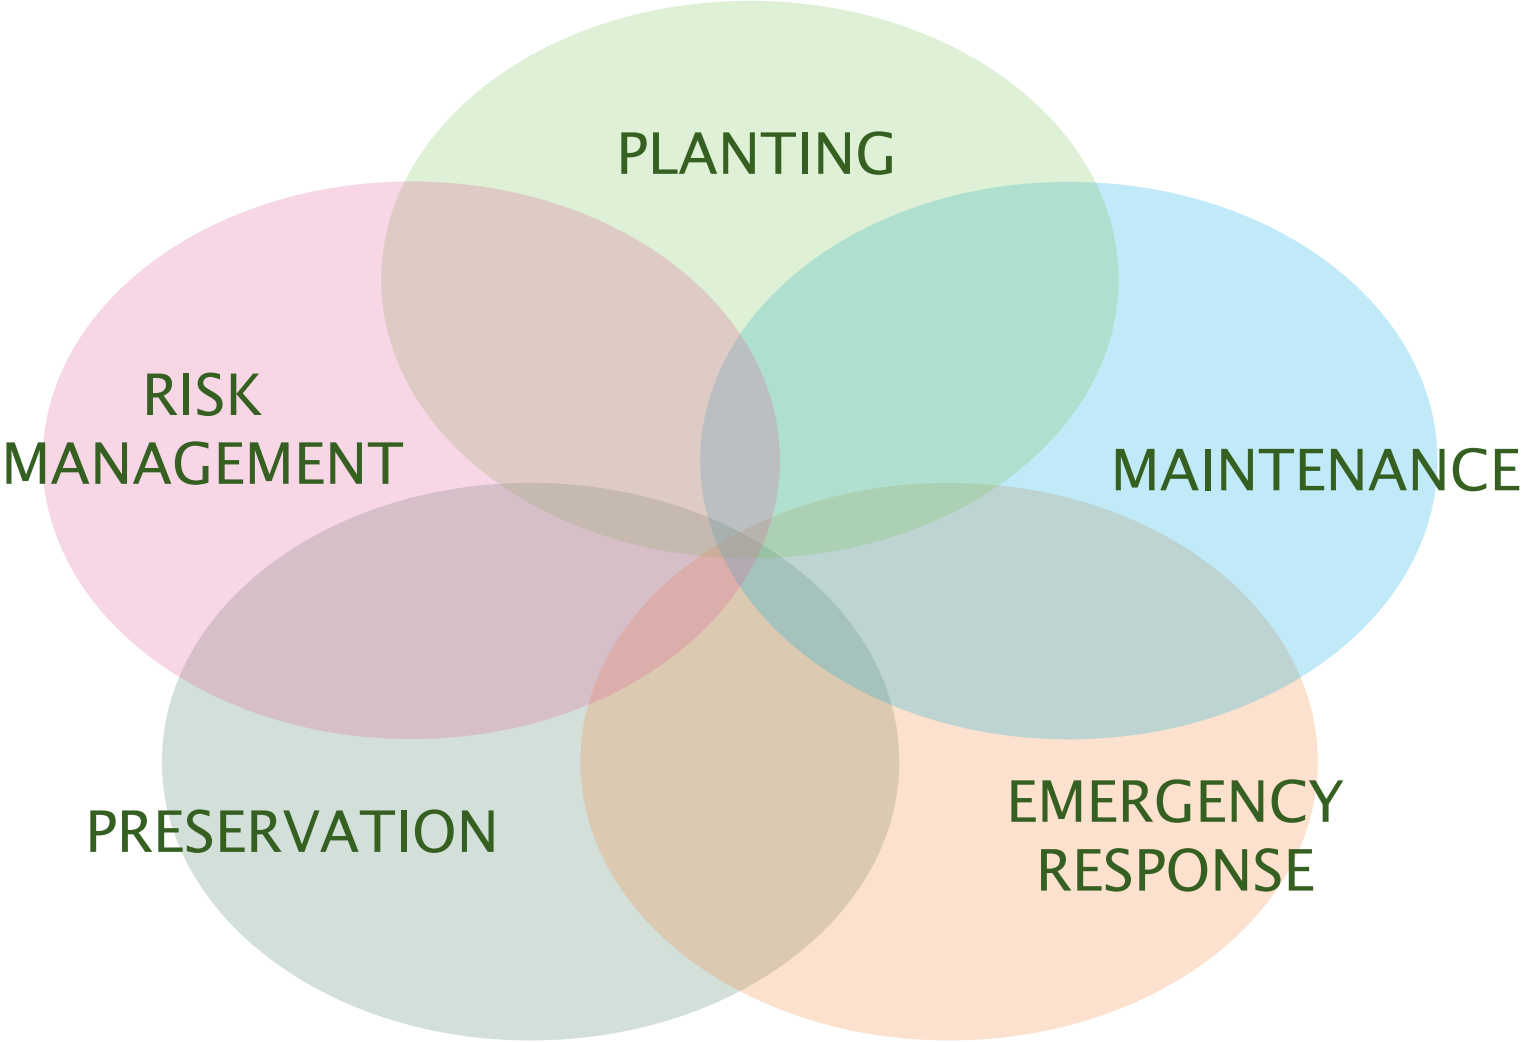 PLANTING
RISK
MANAGEMENT
MAINTENANCE
PRESERVATION
EMERGENCY
RESPONSE